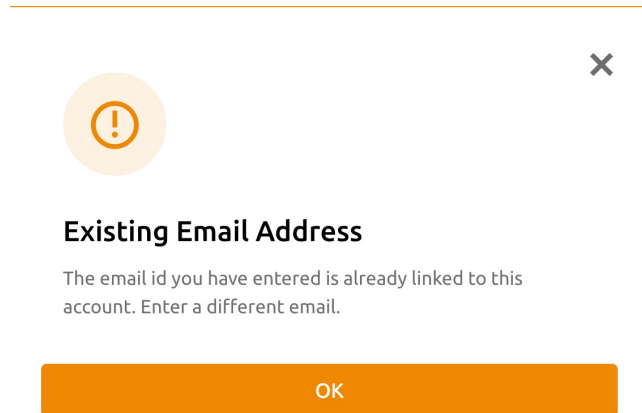 Existing Email Address
The email id you have entered is already linked to this
account. Enter a different email.
OK